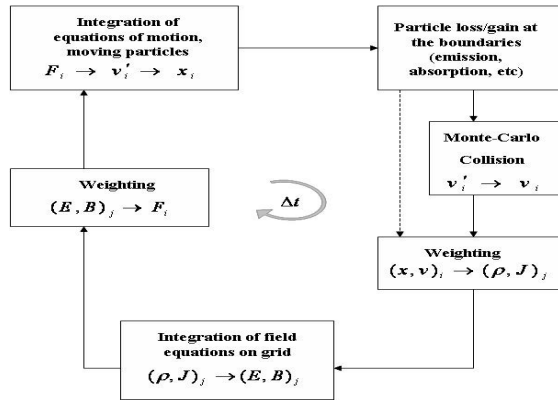 Integration of
equations of motion,
moving particles
F_i → v_i' → x_i
Particle loss/gain at
the boundaries
(emission,
absorption, etc)
Monte-Carlo
Collision
v_i' → v_i
Weighting
(E, B)_j → F_i
Δt
Weighting
(x, v)_i → (ρ, J)_j
Integration of field
equations on grid
(ρ, J)_j → (E, B)_j